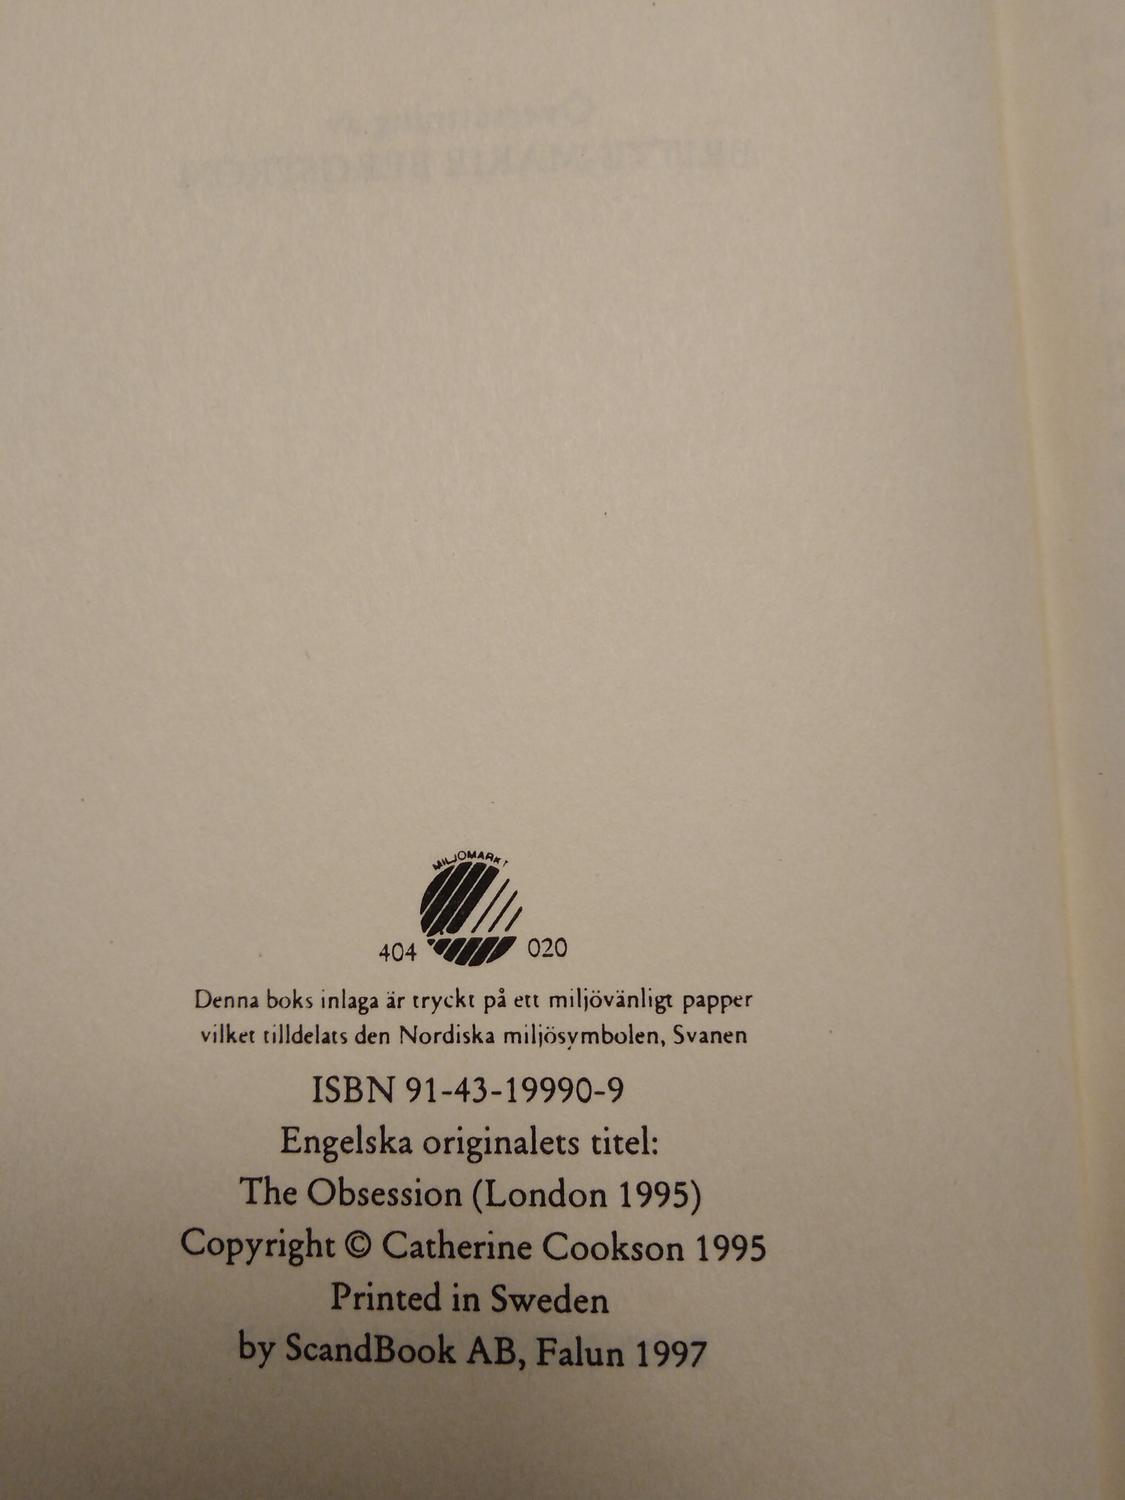 MILJÖMÄRKT
404 020
Denna boks inlaga är tryckt på ett miljövänligt papper
vilket tilldelats den Nordiska miljösymbolen, Svanen
ISBN 91-43-19990-9
Engelska originalets titel:
The Obsession (London 1995)
Copyright © Catherine Cookson 1995
Printed in Sweden
by ScandBook AB, Falun 1997